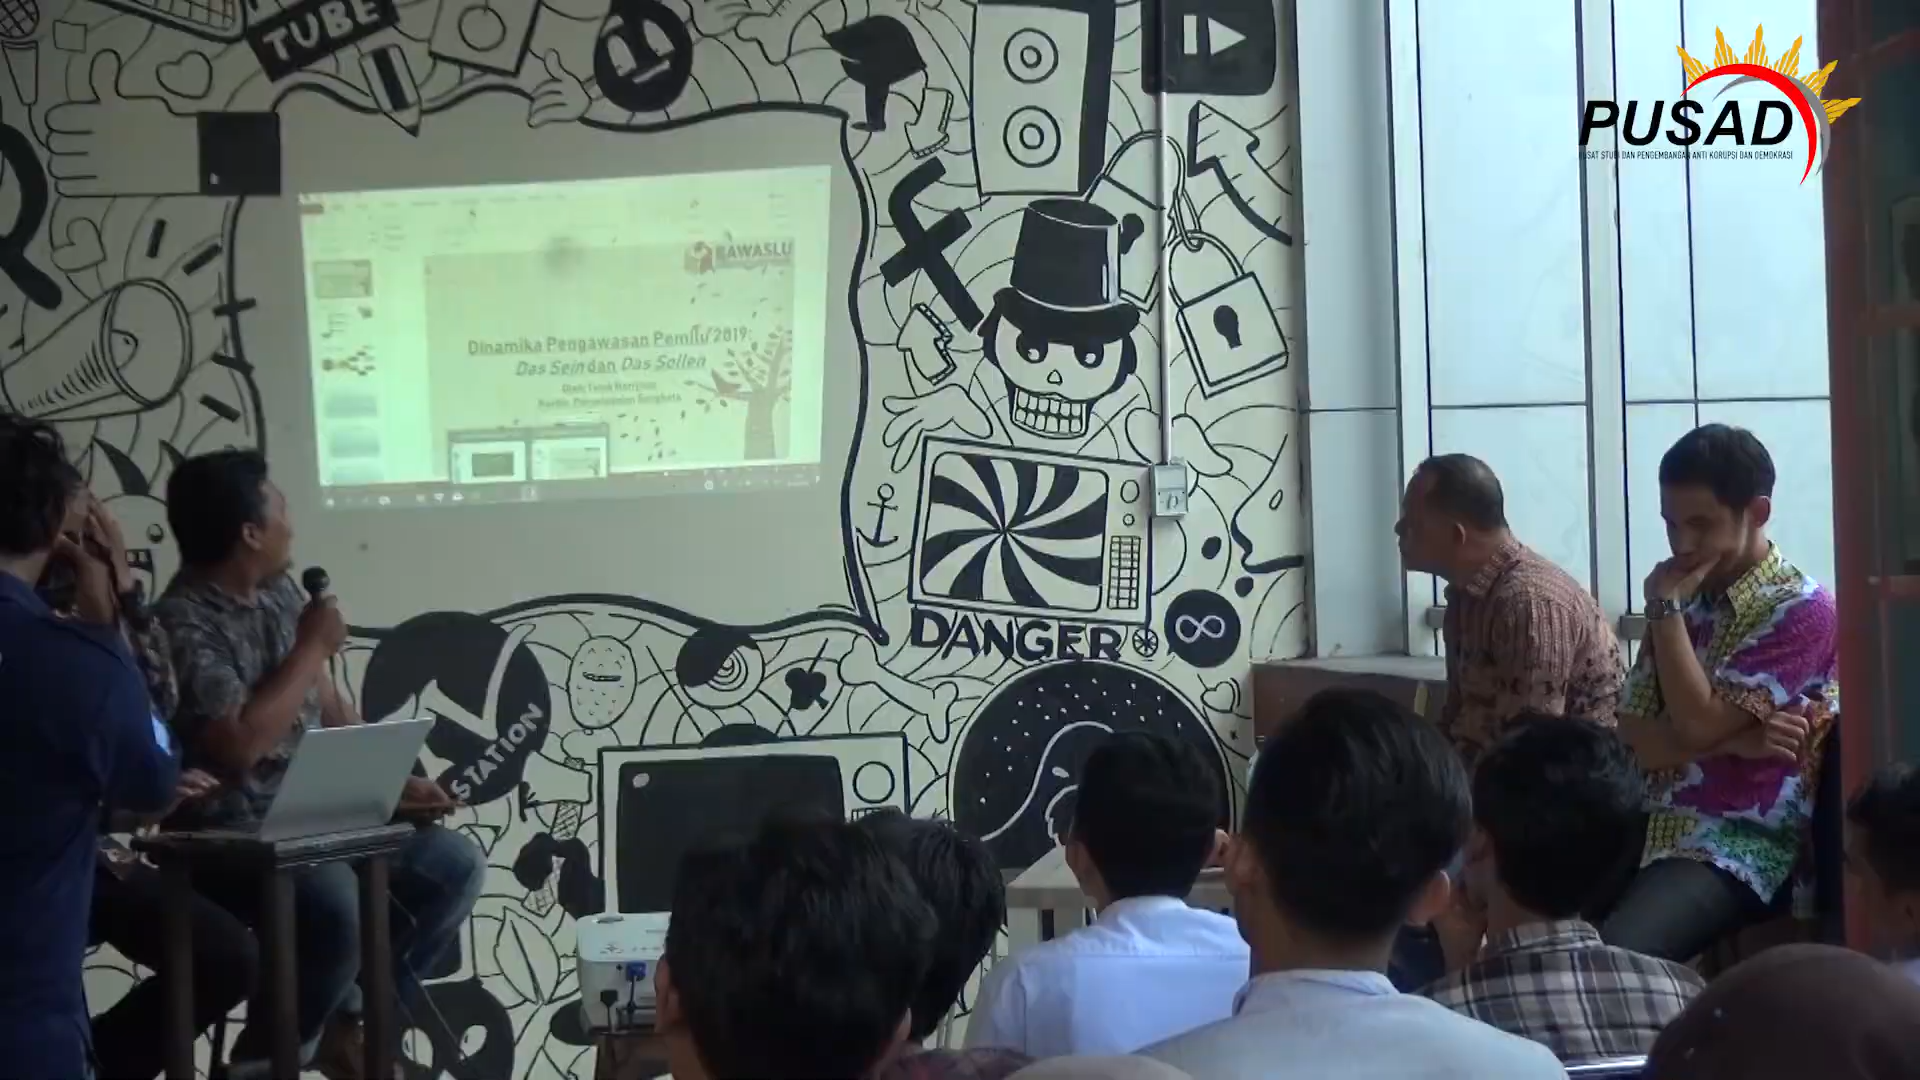 TUBE
PUSAD
PUSAT STUDI DAN PENGEMBANGAN ANTI KORUPSI DAN DEMOKRASI
BAWASLU
Dinamika Pengawasan Pemilu 2019:
Das Sein dan Das Sollen
DANGER
STATION